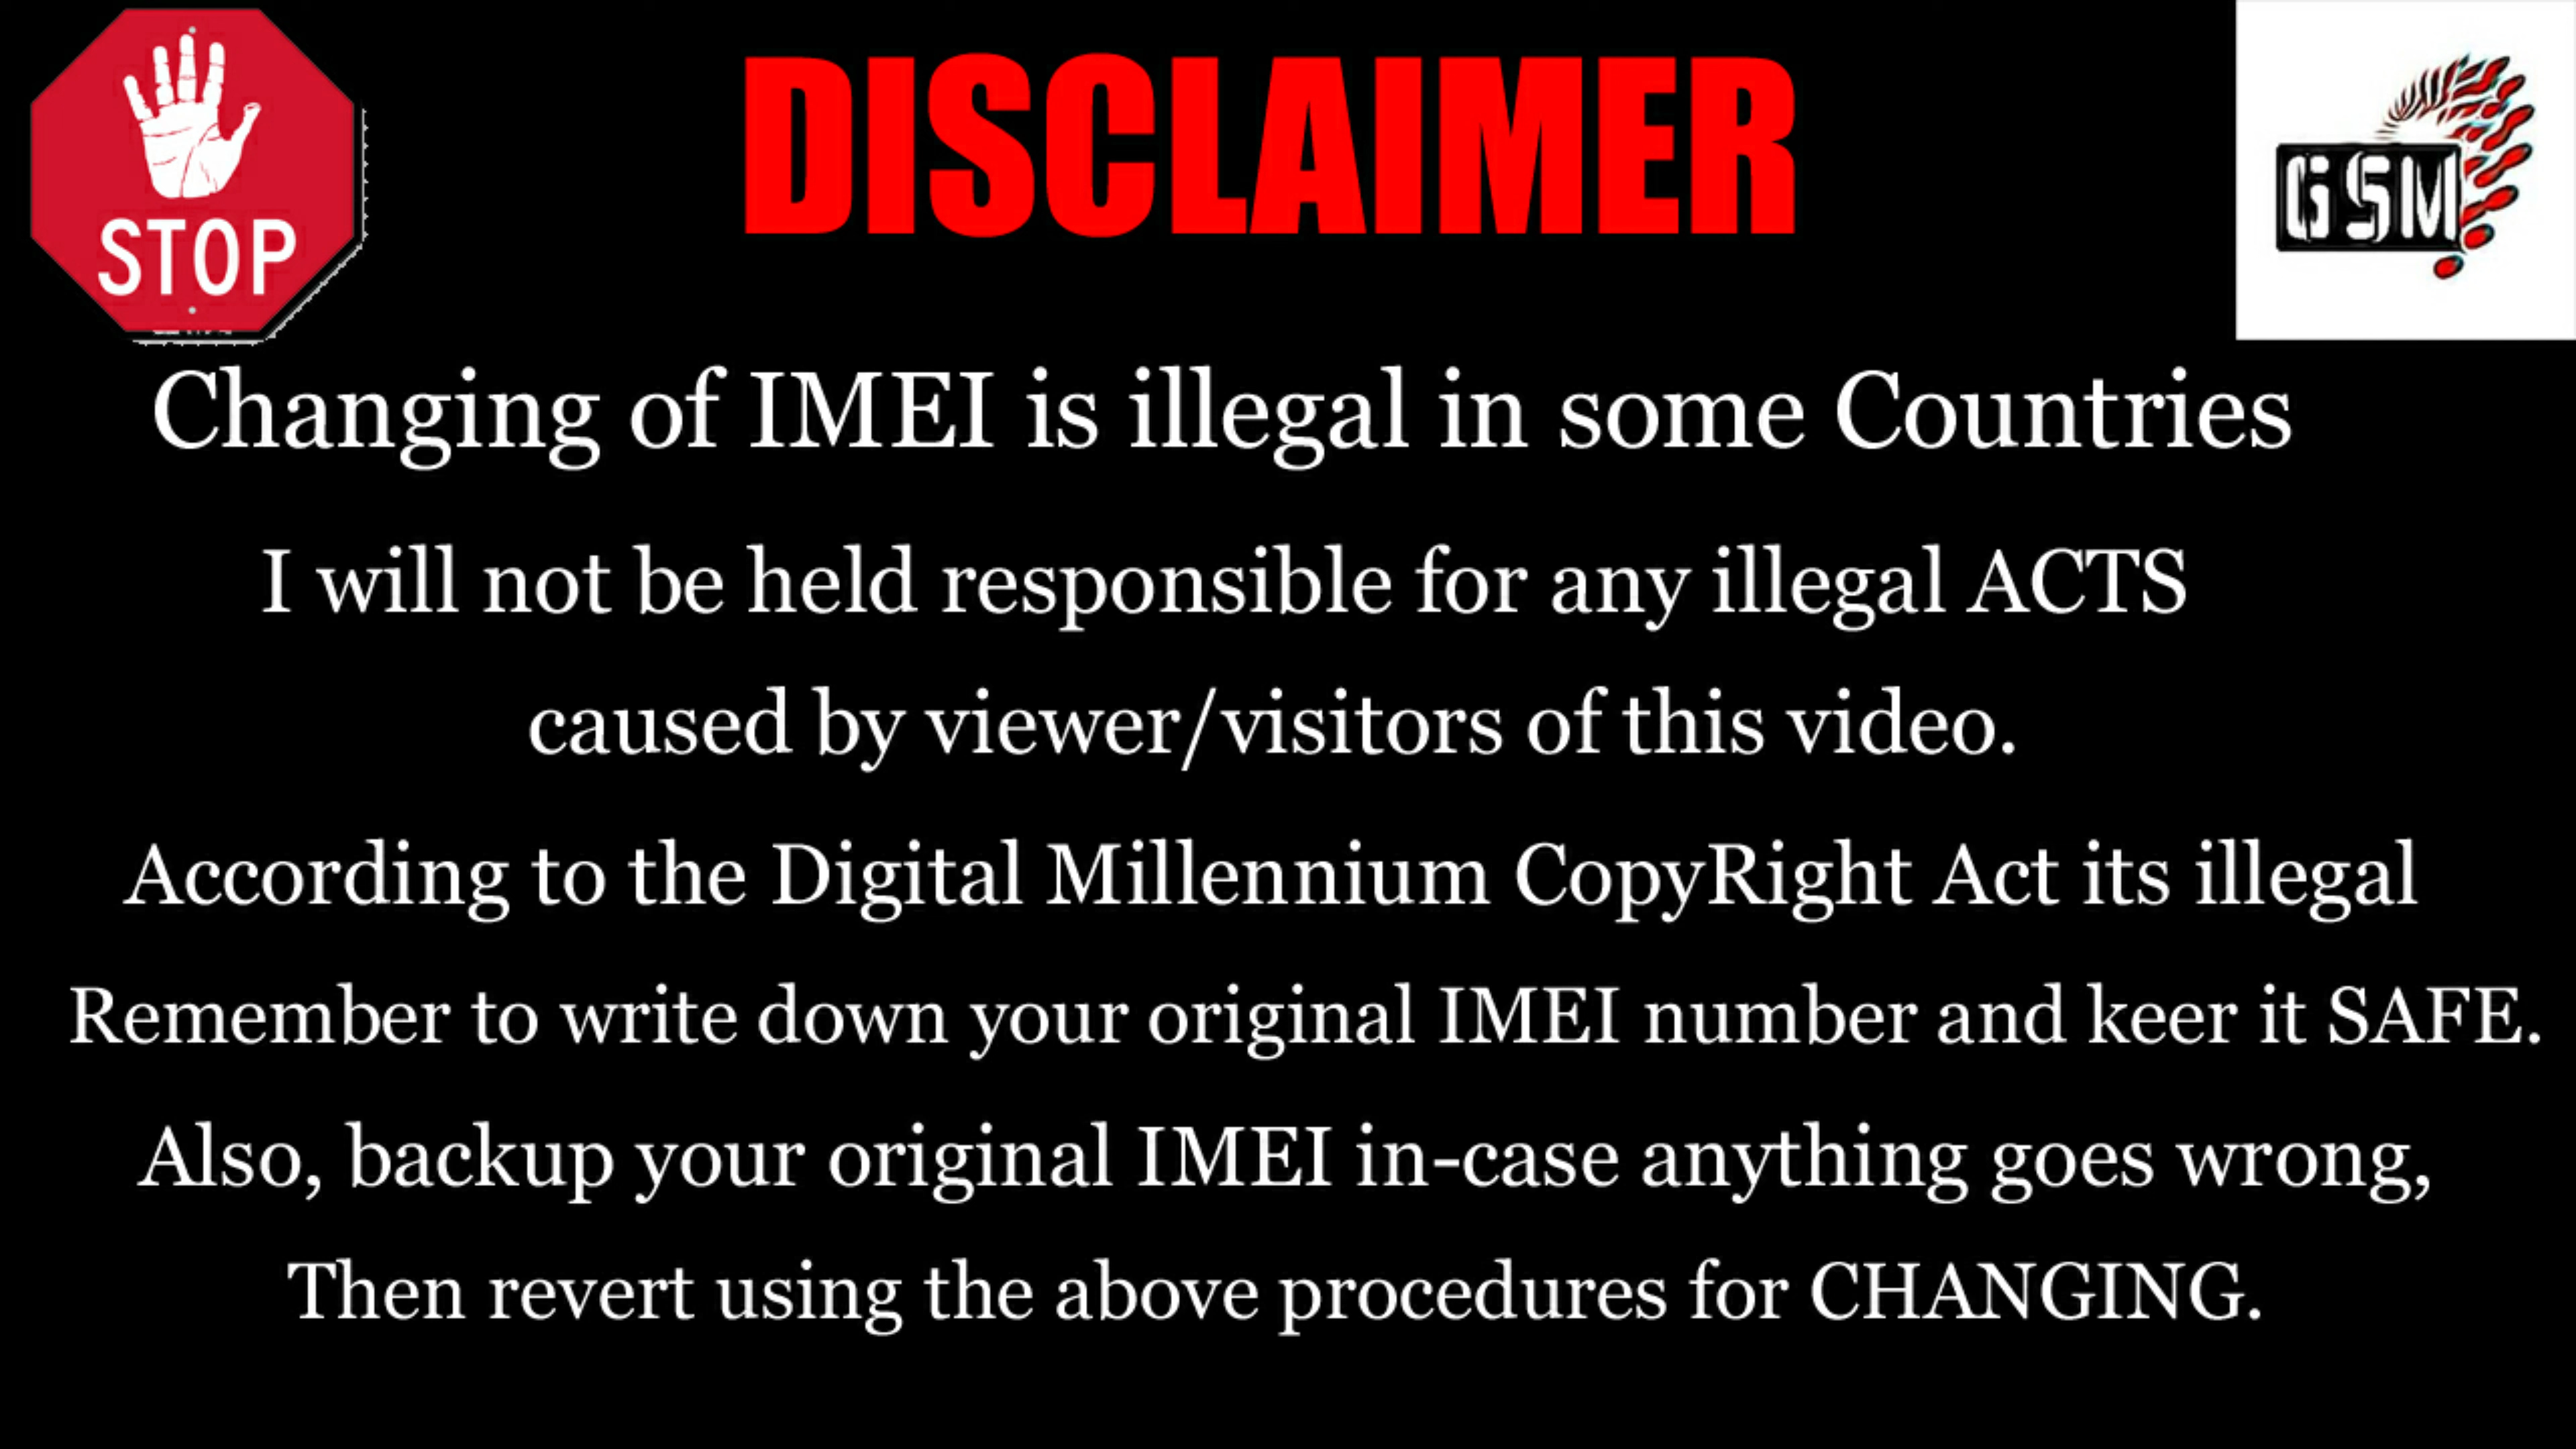 STOP
DISCLAIMER
GSM
Changing of IMEI is illegal in some Countries
I will not be held responsible for any illegal ACTS
caused by viewer/visitors of this video.
According to the Digital Millennium CopyRight Act its illegal
Remember to write down your original IMEI number and keer it SAFE.
Also, backup your original IMEI in-case anything goes wrong,
Then revert using the above procedures for CHANGING.